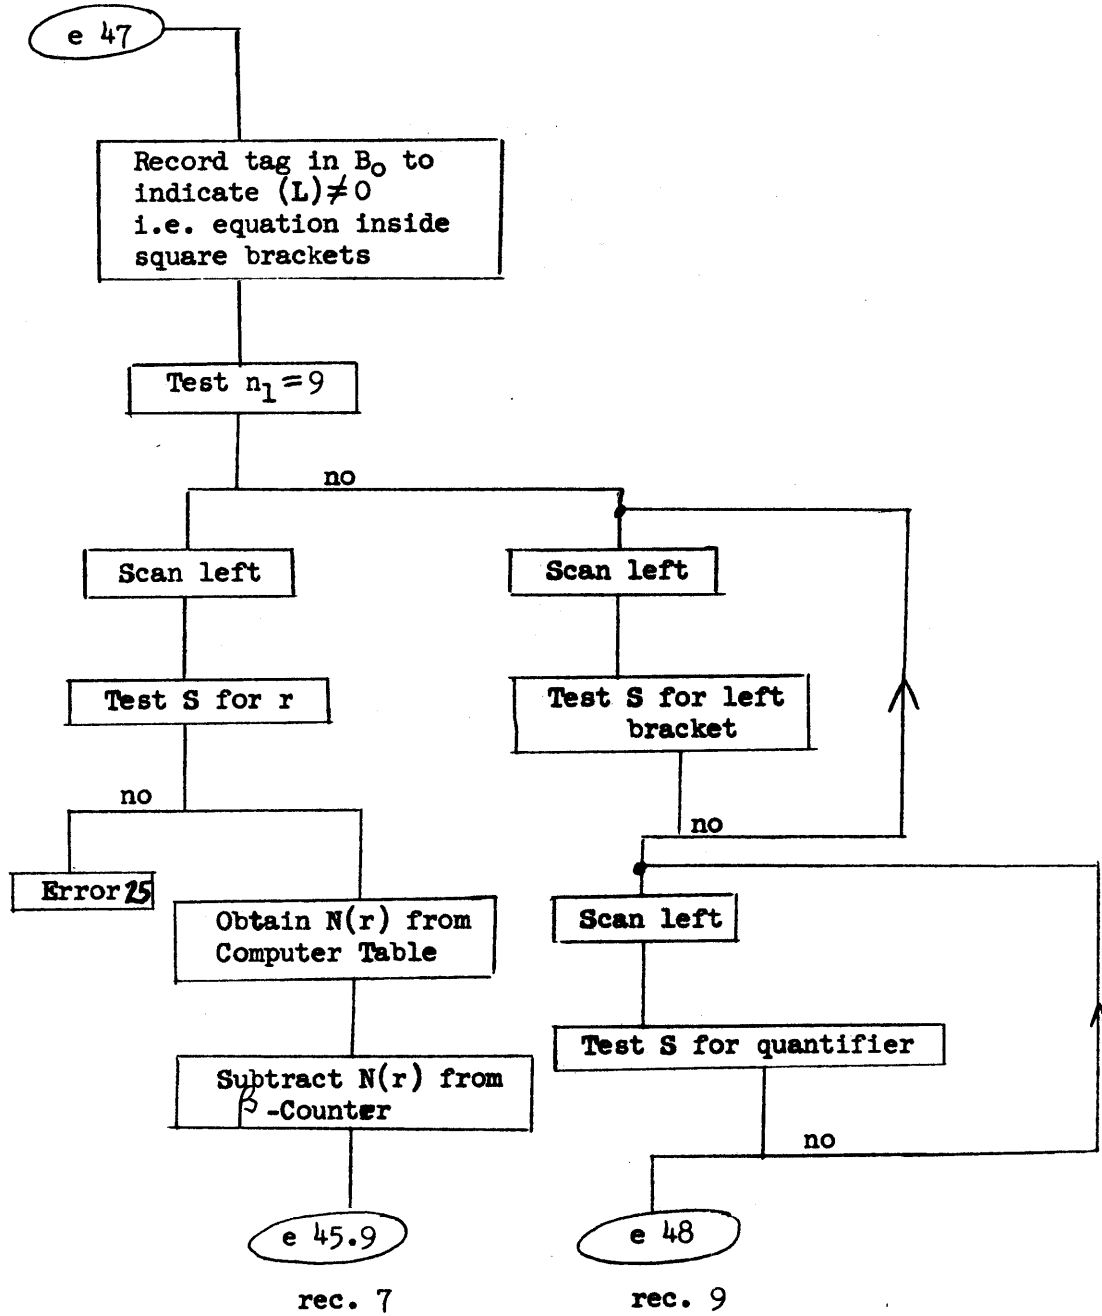 e 47
Record tag in B₀ to
indicate (L)≠0
i.e. equation inside
square brackets
Test n₁=9
no
Scan left
Scan left
Test S for r
Test S for left
bracket
no
no
Error 25
Scan left
Obtain N(r) from
Computer Table
Test S for quantifier
Subtract N(r) from
β-Counter
no
e 45.9
e 48
rec. 7
rec. 9